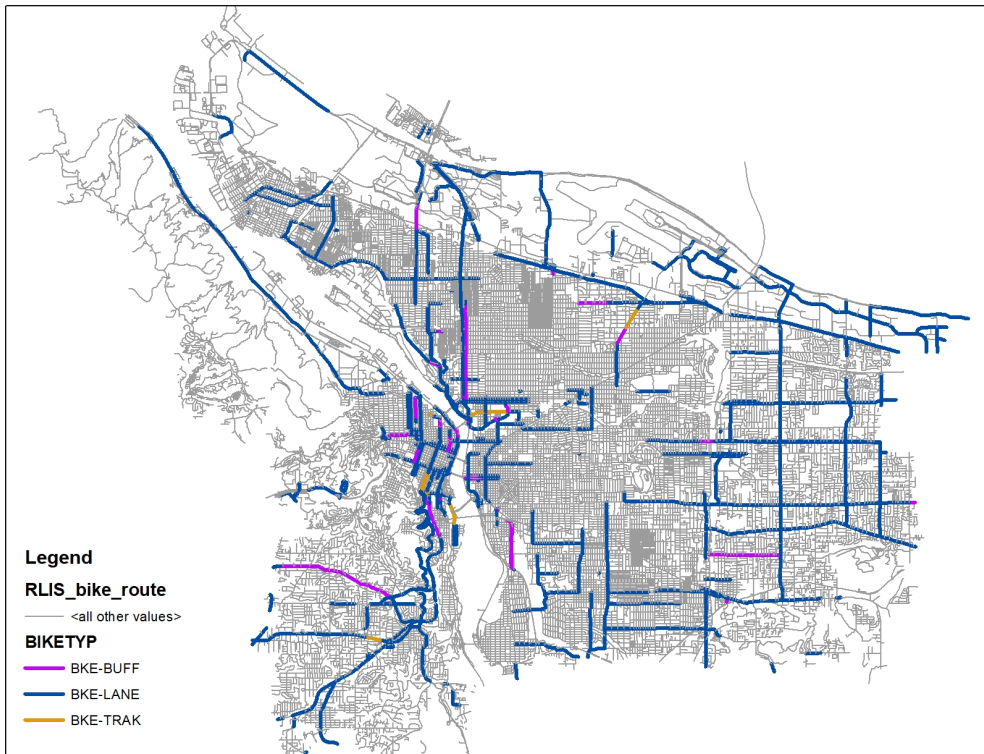 Legend
RLIS_bike_route
<all other values>
BIKETYP
BKE-BUFF
BKE-LANE
BKE-TRAK